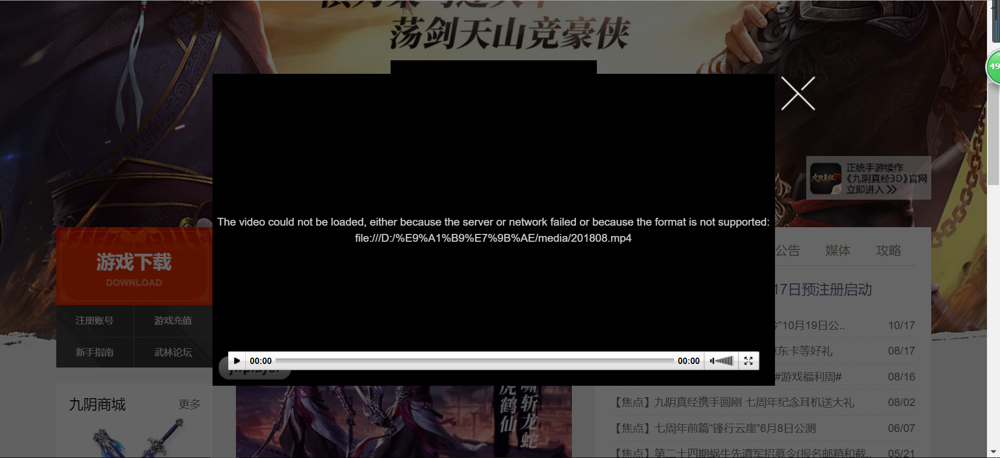 荡剑天山竞豪侠
49
正统手游续作
《九阴真经3D》官网
立即进入
The video could not be loaded, either because the server or network failed or because the format is not supported:
file:///D:/%E9%A1%B9%E7%9B%AE/media/201808.mp4
游戏下载
DOWNLOAD
注册账号 游戏充值
新手指南 武林论坛
公告 媒体 攻略
17日预注册启动
10月19日公.. 10/17
东卡等好礼 08/17
#游戏福利周# 08/16
【焦点】九阴真经携手圆刚 七周年纪念耳机送大礼 08/02
【焦点】七周年前篇“锋行云崖”6月8日公测 06/07
【焦点】第二十四期蜗牛先遣军招募令(报名邮箱和截.. 05/21
00:00 00:00
九阴商城 更多
啸斩龙蛇
虎鹤仙